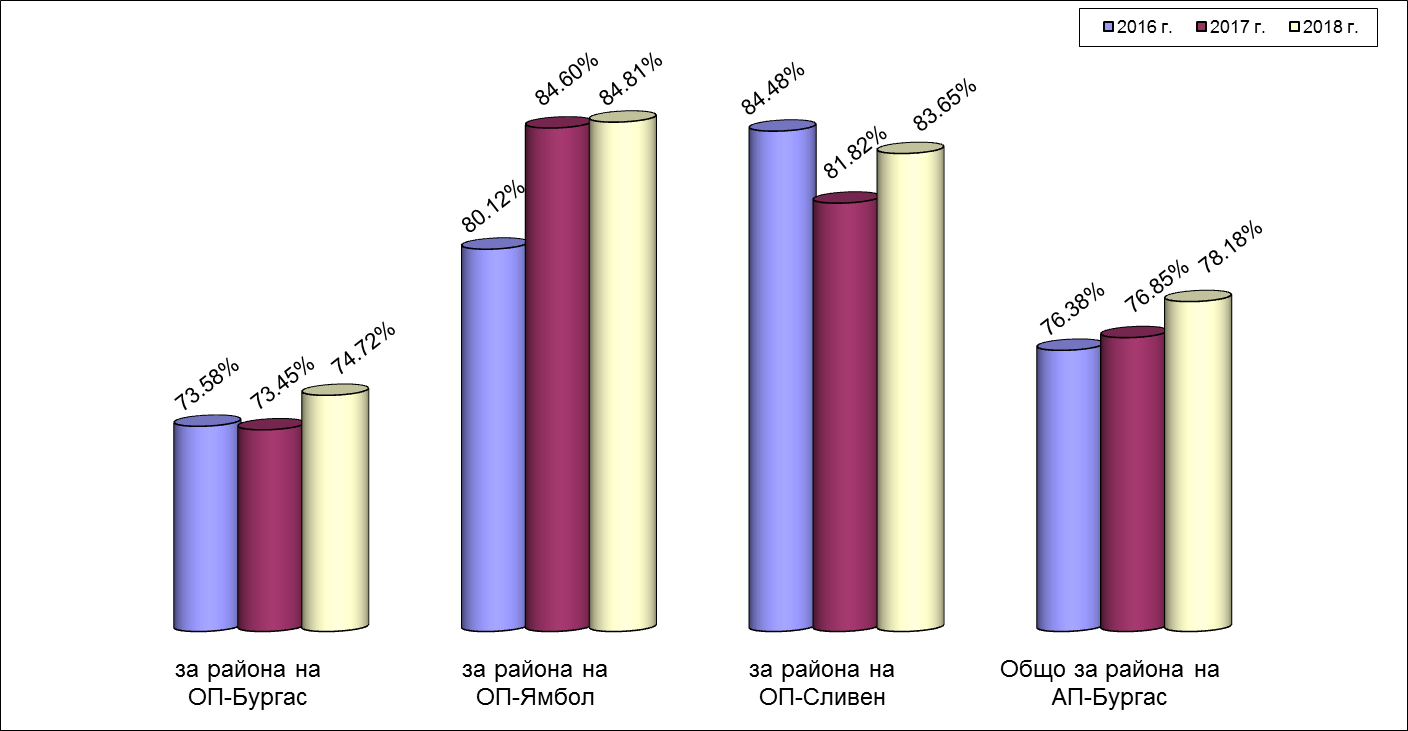 2016 г. 2017 г. 2018 г.
73.58% 73.45% 74.72%
80.12% 84.60% 84.81%
84.48% 81.82% 83.65%
76.38% 76.85% 78.18%
за района на
ОП-Бургас
за района на
ОП-Ямбол
за района на
ОП-Сливен
Общо за района на
АП-Бургас